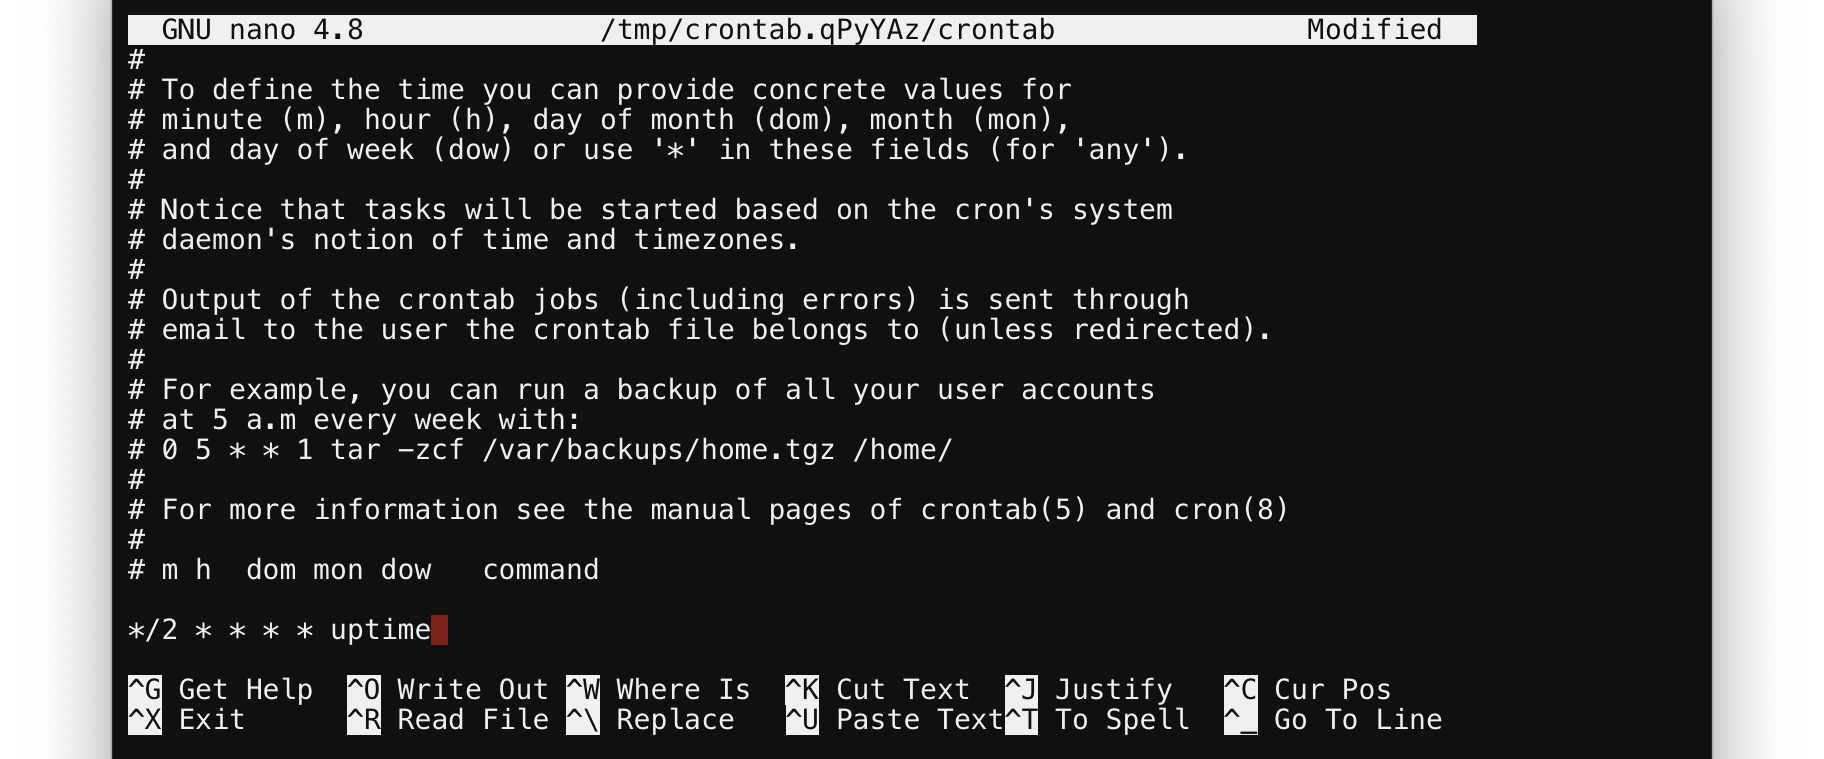 GNU nano 4.8 /tmp/crontab.qPyYAz/crontab Modified
#
# To define the time you can provide concrete values for
# minute (m), hour (h), day of month (dom), month (mon),
# and day of week (dow) or use '*' in these fields (for 'any').
#
# Notice that tasks will be started based on the cron's system
# daemon's notion of time and timezones.
#
# Output of the crontab jobs (including errors) is sent through
# email to the user the crontab file belongs to (unless redirected).
#
# For example, you can run a backup of all your user accounts
# at 5 a.m every week with:
# 0 5 * * 1 tar -zcf /var/backups/home.tgz /home/
#
# For more information see the manual pages of crontab(5) and cron(8)
#
# m h  dom mon dow   command
*/2 * * * * uptime
^G Get Help ^O Write Out ^W Where Is ^K Cut Text ^J Justify ^C Cur Pos
^X Exit ^R Read File ^\ Replace ^U Paste Text ^T To Spell ^_ Go To Line